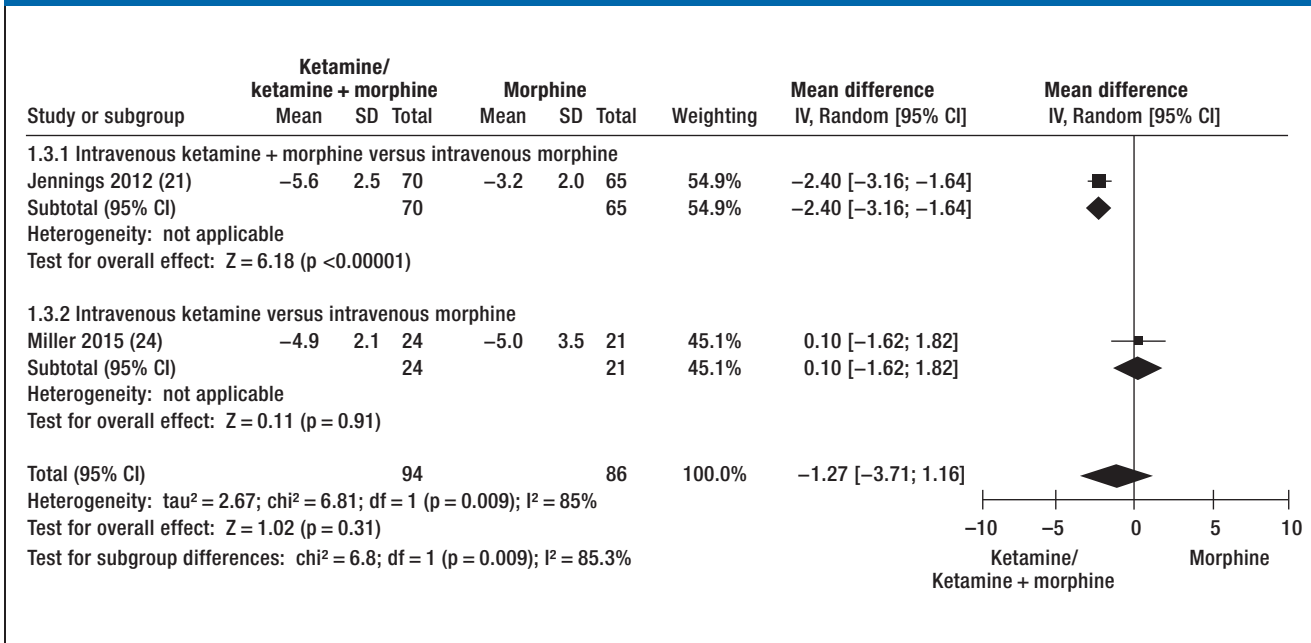 Ketamine/
ketamine + morphine Morphine Mean difference Mean difference
Study or subgroup Mean SD Total Mean SD Total Weighting IV, Random [95% CI] IV, Random [95% CI]
1.3.1 Intravenous ketamine + morphine versus intravenous morphine
Jennings 2012 (21) −5.6 2.5 70 −3.2 2.0 65 54.9% −2.40 [−3.16; −1.64]
Subtotal (95% CI) 70 65 54.9% −2.40 [−3.16; −1.64]
Heterogeneity: not applicable
Test for overall effect: Z = 6.18 (p <0.00001)
1.3.2 Intravenous ketamine versus intravenous morphine
Miller 2015 (24) −4.9 2.1 24 −5.0 3.5 21 45.1% 0.10 [−1.62; 1.82]
Subtotal (95% CI) 24 21 45.1% 0.10 [−1.62; 1.82]
Heterogeneity: not applicable
Test for overall effect: Z = 0.11 (p = 0.91)
Total (95% CI) 94 86 100.0% −1.27 [−3.71; 1.16]
Heterogeneity: tau² = 2.67; chi² = 6.81; df = 1 (p = 0.009); I² = 85%
Test for overall effect: Z = 1.02 (p = 0.31)
Test for subgroup differences: chi² = 6.8; df = 1 (p = 0.009); I² = 85.3%
−10 −5 0 5 10
Ketamine/ Morphine
Ketamine + morphine